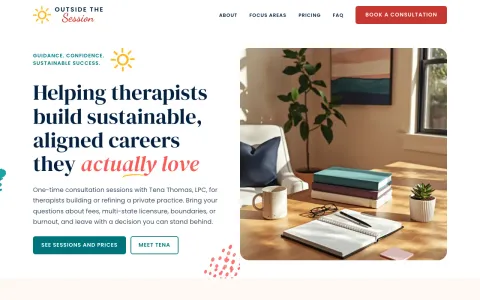 OUTSIDE THE
Session
ABOUT
FOCUS AREAS
PRICING
FAQ
BOOK A CONSULTATION
GUIDANCE. CONFIDENCE.
SUSTAINABLE SUCCESS.
Helping therapists
build sustainable,
aligned careers
they actually love
One-time consultation sessions with Tena Thomas, LPC, for
therapists building or refining a private practice. Bring your
questions about fees, multi-state licensure, boundaries, or
burnout, and leave with a decision you can stand behind.
SEE SESSIONS AND PRICES
MEET TENA